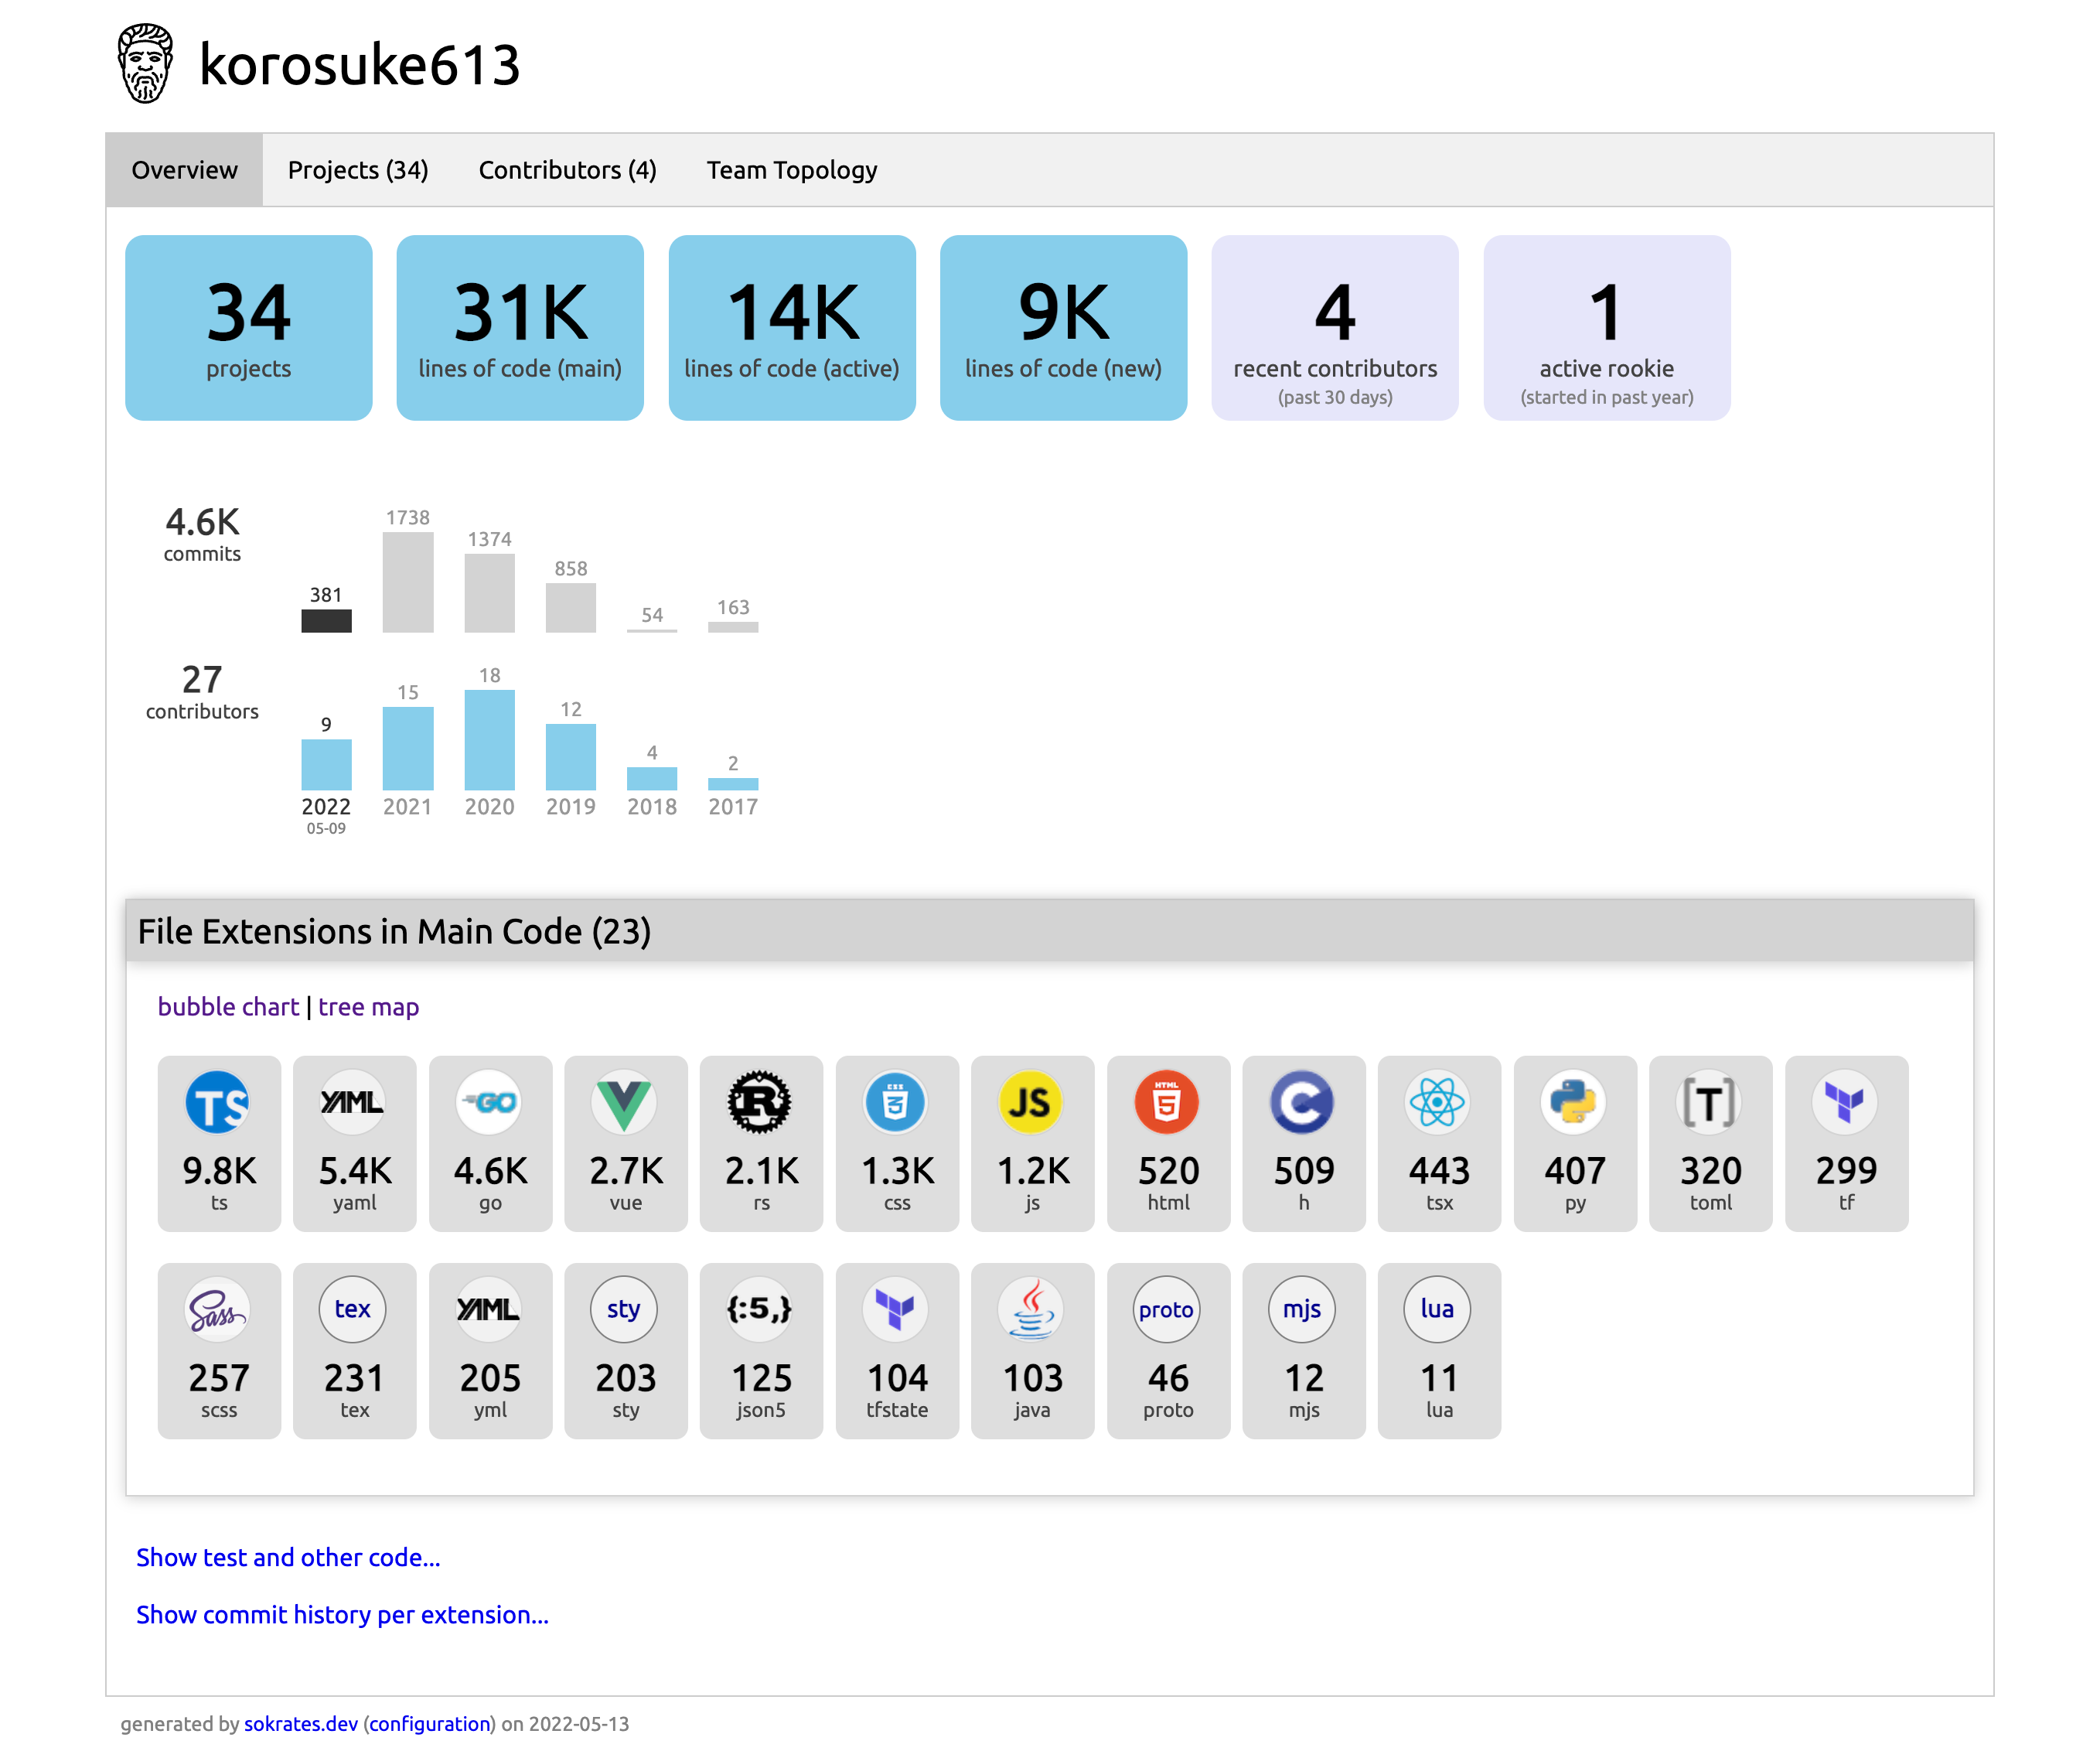 korosuke613
Overview Projects (34) Contributors (4) Team Topology
34 31K 14K 9K 4 1
projects lines of code (main) lines of code (active) lines of code (new) recent contributors active rookie
(past 30 days) (started in past year)
4.6K
commits
381 1738 1374 858 54 163
27
contributors
9 15 18 12 4 2
2022 2021 2020 2019 2018 2017
05-09
File Extensions in Main Code (23)
bubble chart | tree map
TS YAML GO CSS 3 JS HTML 5 C [T]
9.8K 5.4K 4.6K 2.7K 2.1K 1.3K 1.2K 520 509 443 407 320 299
ts yaml go vue rs css js html h tsx py toml tf
Sass tex YAML sty {:5,} proto mjs lua
257 231 205 203 125 104 103 46 12 11
scss tex yml sty json5 tfstate java proto mjs lua
Show test and other code...
Show commit history per extension...
generated by sokrates.dev (configuration) on 2022-05-13